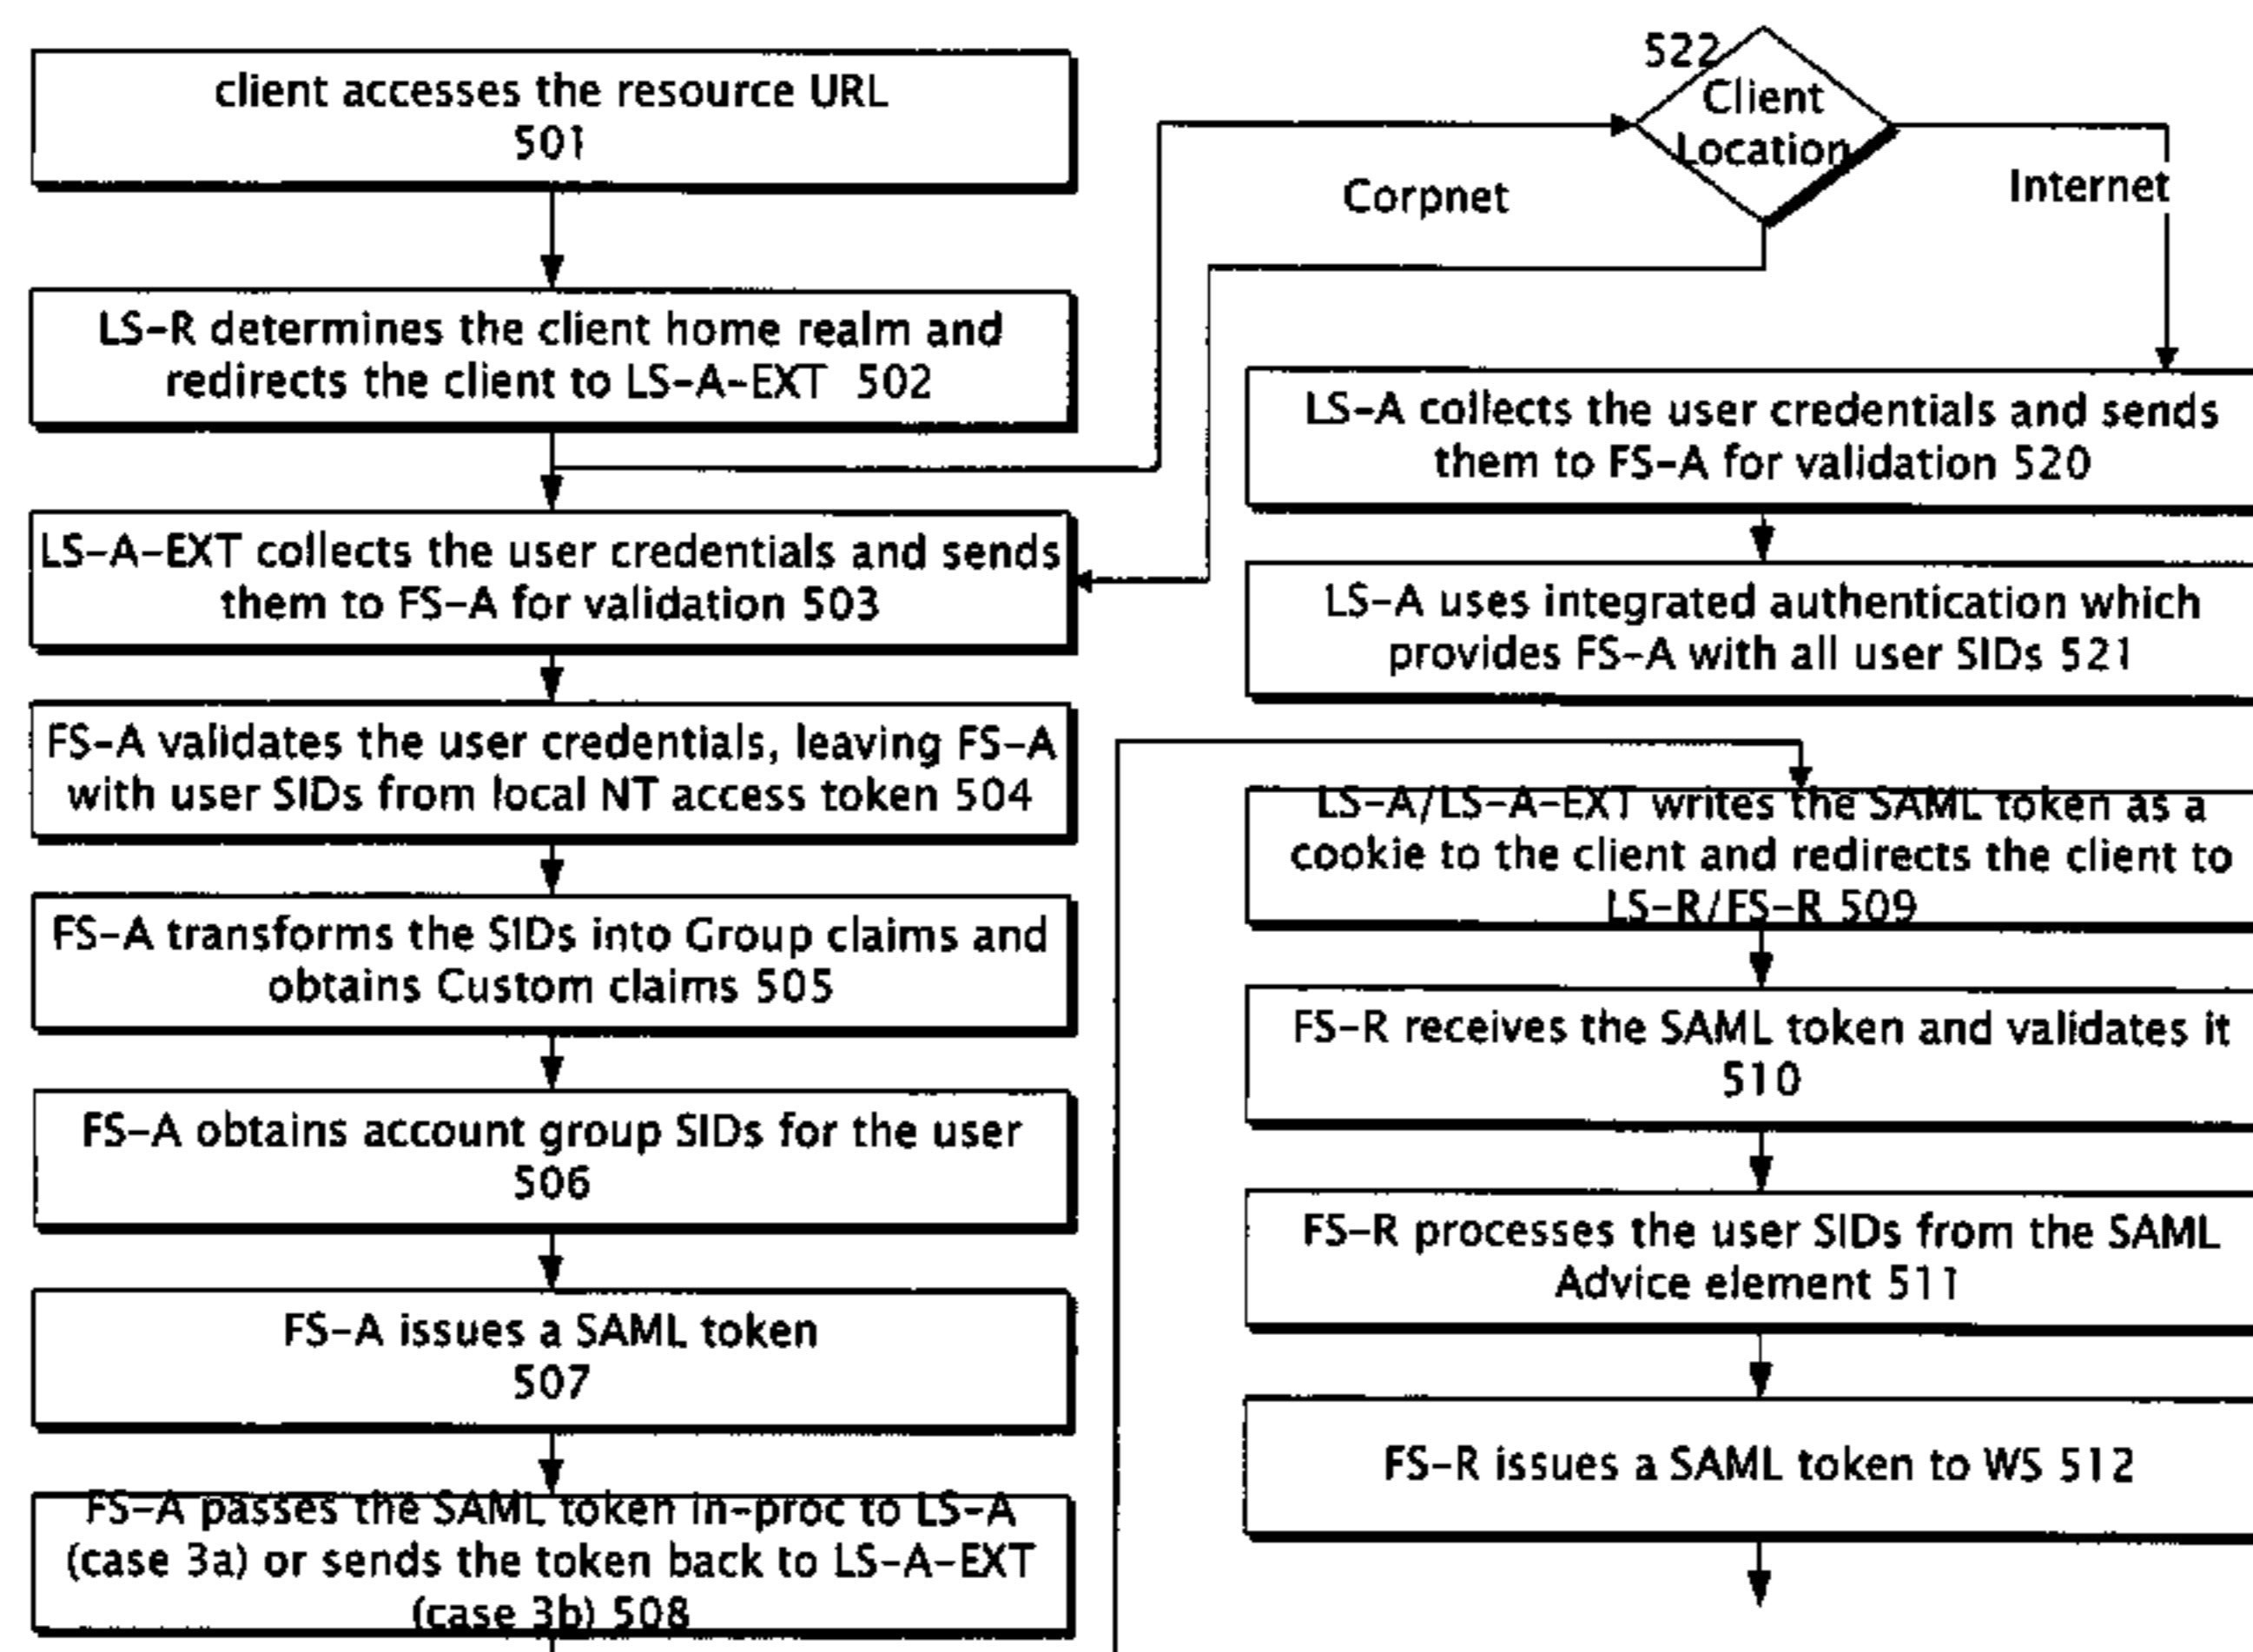 client accesses the resource URL
501
LS-R determines the client home realm and
redirects the client to LS-A-EXT 502
LS-A-EXT collects the user credentials and sends
them to FS-A for validation 503
FS-A validates the user credentials, leaving FS-A
with user SIDs from local NT access token 504
FS-A transforms the SIDs into Group claims and
obtains Custom claims 505
FS-A obtains account group SIDs for the user
506
FS-A issues a SAML token
507
FS-A passes the SAML token in-proc to LS-A
(case 3a) or sends the token back to LS-A-EXT
(case 3b) 508
522
Client
Location
Corpnet
Internet
LS-A collects the user credentials and sends
them to FS-A for validation 520
LS-A uses integrated authentication which
provides FS-A with all user SIDs 521
LS-A/LS-A-EXT writes the SAML token as a
cookie to the client and redirects the client to
LS-R/FS-R 509
FS-R receives the SAML token and validates it
510
FS-R processes the user SIDs from the SAML
Advice element 511
FS-R issues a SAML token to WS 512